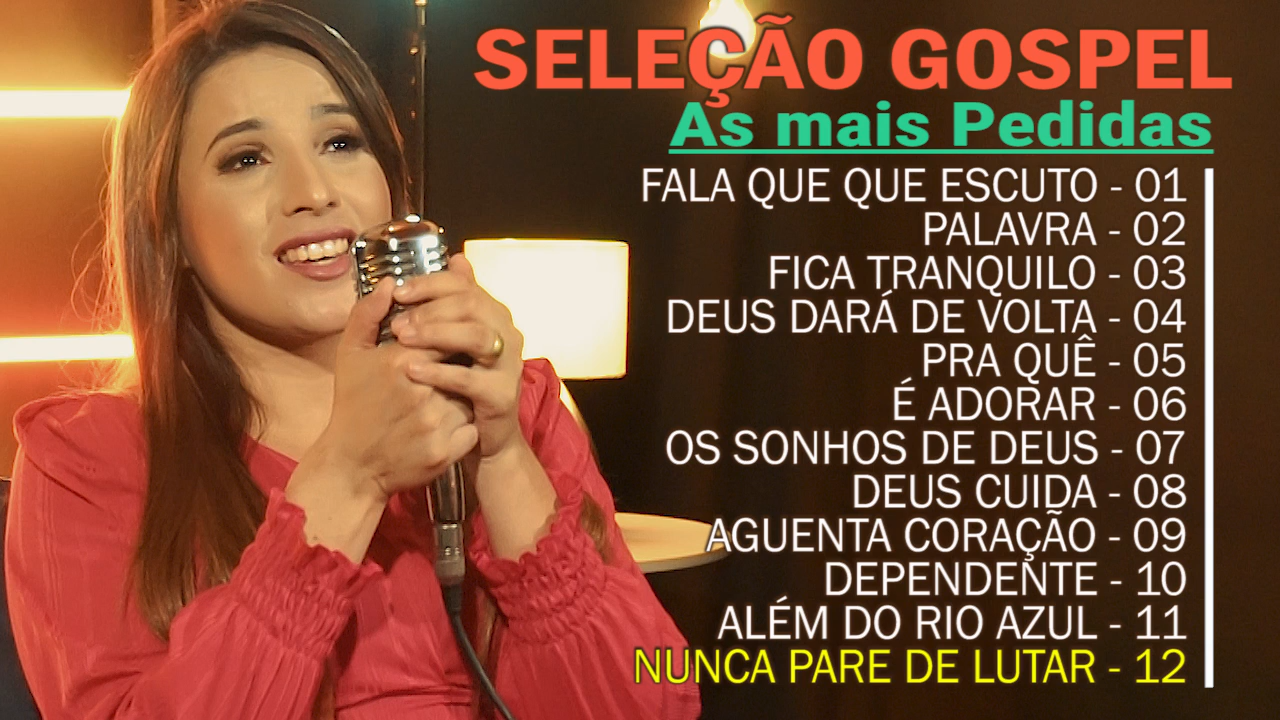 SELEÇÃO GOSPEL
As mais Pedidas
FALA QUE QUE ESCUTO - 01
PALAVRA - 02
FICA TRANQUILO - 03
DEUS DARÁ DE VOLTA - 04
PRA QUÊ - 05
É ADORAR - 06
OS SONHOS DE DEUS - 07
DEUS CUIDA - 08
AGUENTA CORAÇÃO - 09
DEPENDENTE - 10
ALÉM DO RIO AZUL - 11
NUNCA PARE DE LUTAR - 12